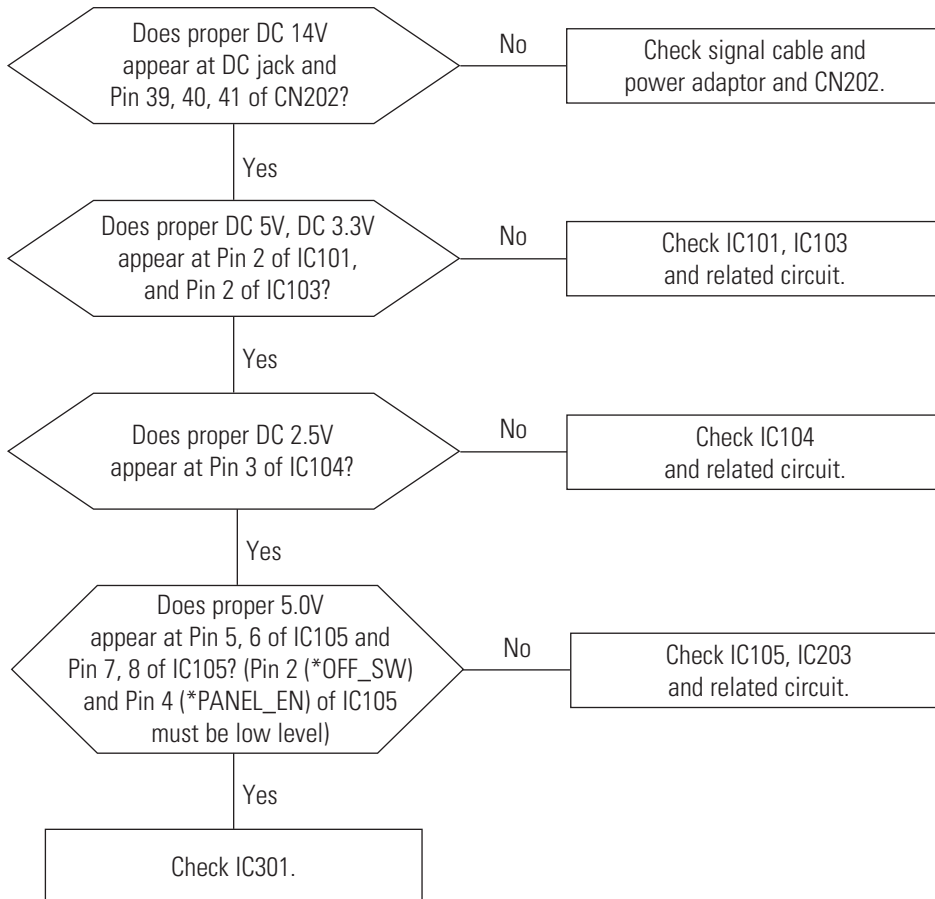 Does proper DC 14V
appear at DC jack and
Pin 39, 40, 41 of CN202?
No
Check signal cable and
power adaptor and CN202.
Yes
Does proper DC 5V, DC 3.3V
appear at Pin 2 of IC101,
and Pin 2 of IC103?
No
Check IC101, IC103
and related circuit.
Yes
Does proper DC 2.5V
appear at Pin 3 of IC104?
No
Check IC104
and related circuit.
Yes
Does proper 5.0V
appear at Pin 5, 6 of IC105 and
Pin 7, 8 of IC105? (Pin 2 (*OFF_SW)
and Pin 4 (*PANEL_EN) of IC105
must be low level)
No
Check IC105, IC203
and related circuit.
Yes
Check IC301.